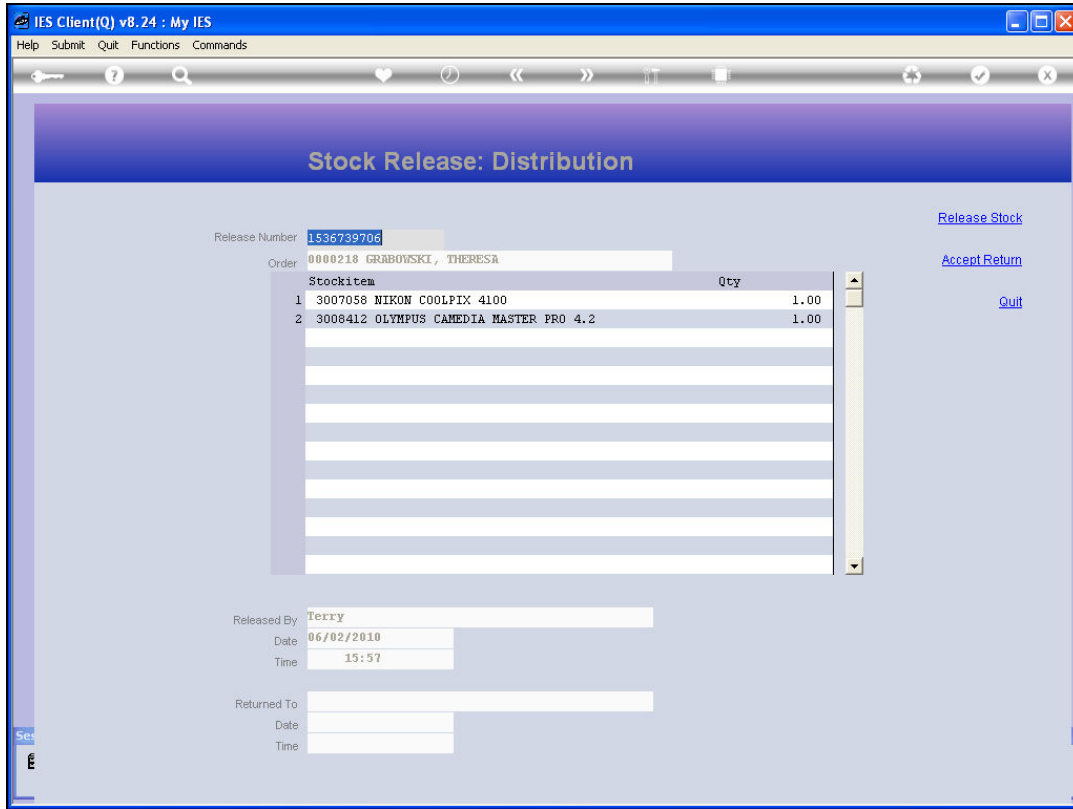 IES Client(Q) v8.24 : My IES
Help Submit Quit Functions Commands
Stock Release: Distribution
Release Stock
Release Number 1536739706
Order 0000218 GRABOWSKI, THERESA
Accept Return
Stockitem Qty
1 3007058 NIKON COOLPIX 4100 1.00
Quit
2 3008412 OLYMPUS CAMEDIA MASTER PRO 4.2 1.00
Released By Terry
Date 06/02/2010
Time 15:57
Returned To
Date
Time
Ses